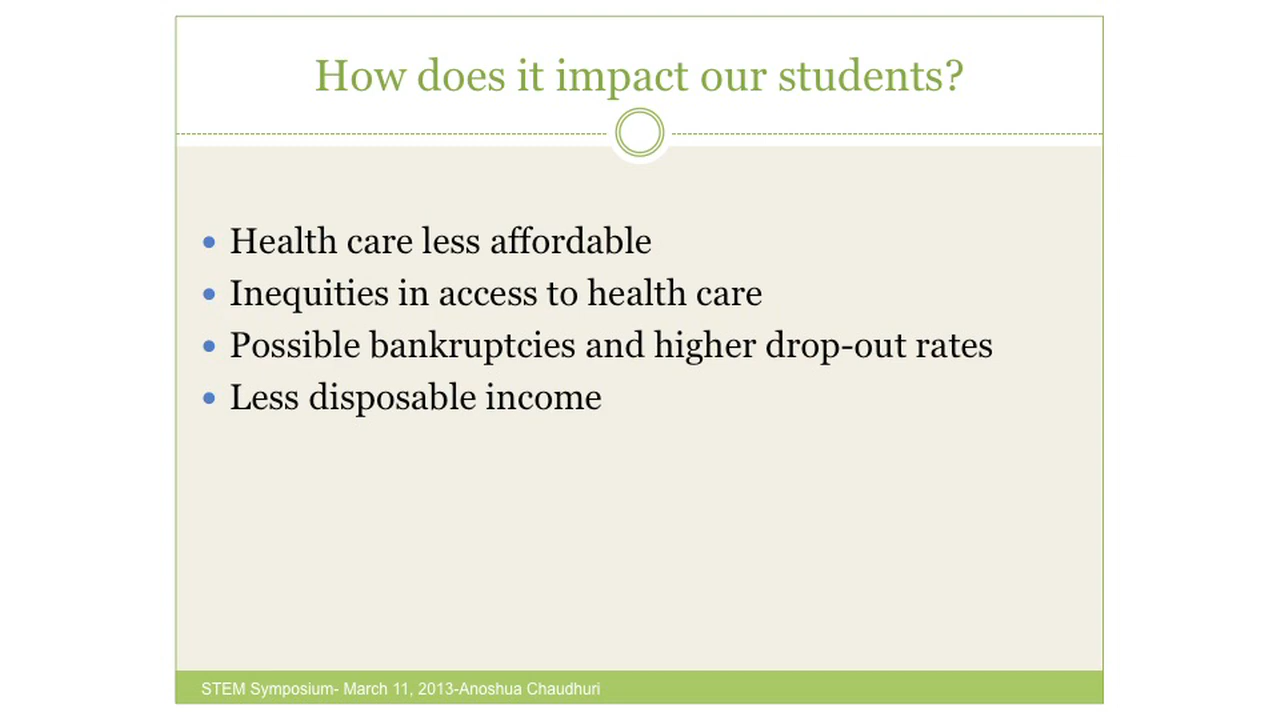 How does it impact our students?
• Health care less affordable
• Inequities in access to health care
• Possible bankruptcies and higher drop-out rates
• Less disposable income
STEM Symposium- March 11, 2013-Anoshua Chaudhuri